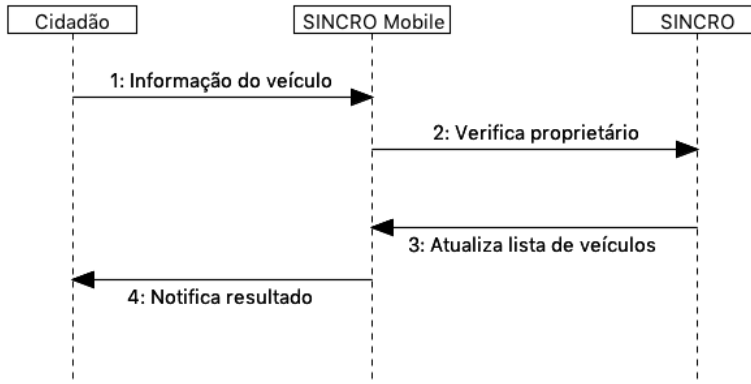 Cidadão
SINCRO Mobile
SINCRO
1: Informação do veículo
2: Verifica proprietário
3: Atualiza lista de veículos
4: Notifica resultado